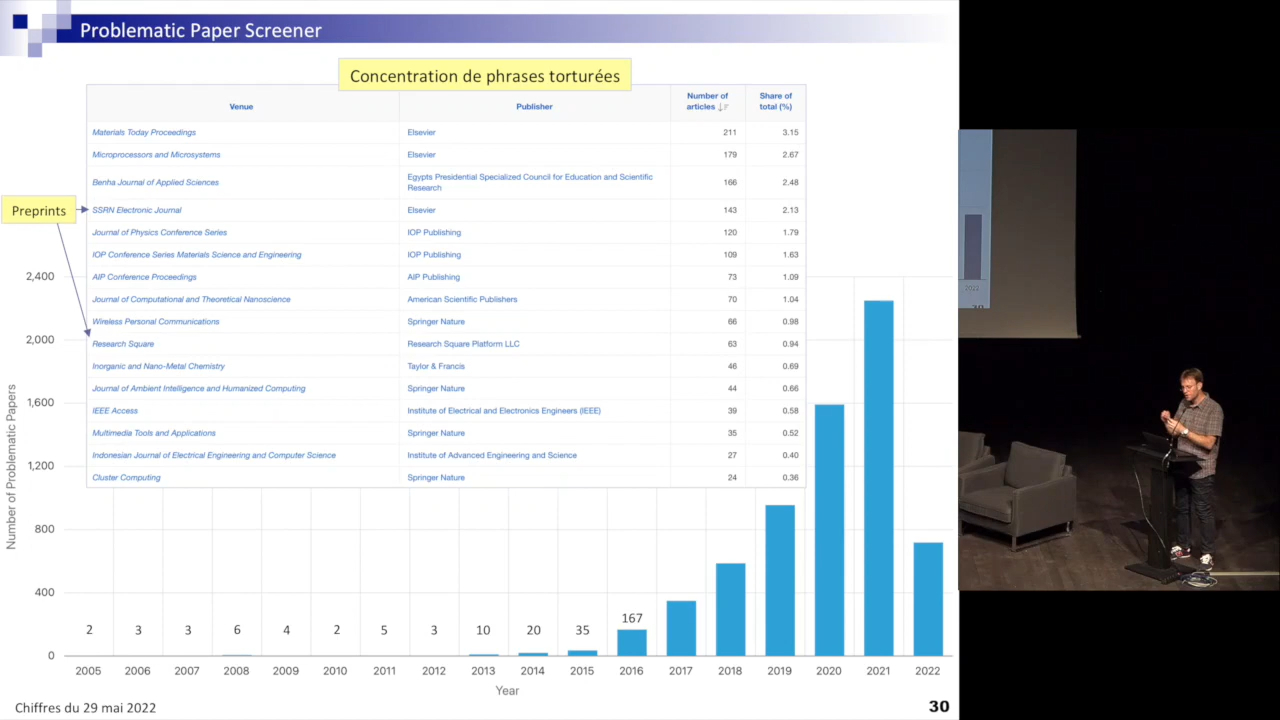 Problematic Paper Screener
Concentration de phrases torturées
Venue Publisher Number of articles Share of total (%)
Materials Today Proceedings Elsevier 211 3.15
Microprocessors and Microsystems Elsevier 179 2.67
Benha Journal of Applied Sciences Egypts Presidential Specialized Council for Education and Scientific Research 166 2.48
Preprints
SSRN Electronic Journal Elsevier 143 2.13
Journal of Physics Conference Series IOP Publishing 120 1.79
IOP Conference Series Materials Science and Engineering IOP Publishing 109 1.63
AIP Conference Proceedings AIP Publishing 73 1.09
Journal of Computational and Theoretical Nanoscience American Scientific Publishers 70 1.04
Wireless Personal Communications Springer Nature 66 0.98
Research Square Research Square Platform LLC 63 0.94
Inorganic and Nano-Metal Chemistry Taylor & Francis 46 0.69
Journal of Ambient Intelligence and Humanized Computing Springer Nature 44 0.66
IEEE Access Institute of Electrical and Electronics Engineers (IEEE) 39 0.58
Multimedia Tools and Applications Springer Nature 35 0.52
Indonesian Journal of Electrical Engineering and Computer Science Institute of Advanced Engineering and Science 27 0.40
Cluster Computing Springer Nature 24 0.36
Number of Problematic Papers
2,400
2,000
1,600
1,200
800
400
0
2 3 3 6 4 2 5 3 10 20 35 167
2005 2006 2007 2008 2009 2010 2011 2012 2013 2014 2015 2016 2017 2018 2019 2020 2021 2022
Year
Chiffres du 29 mai 2022
30
2022
30